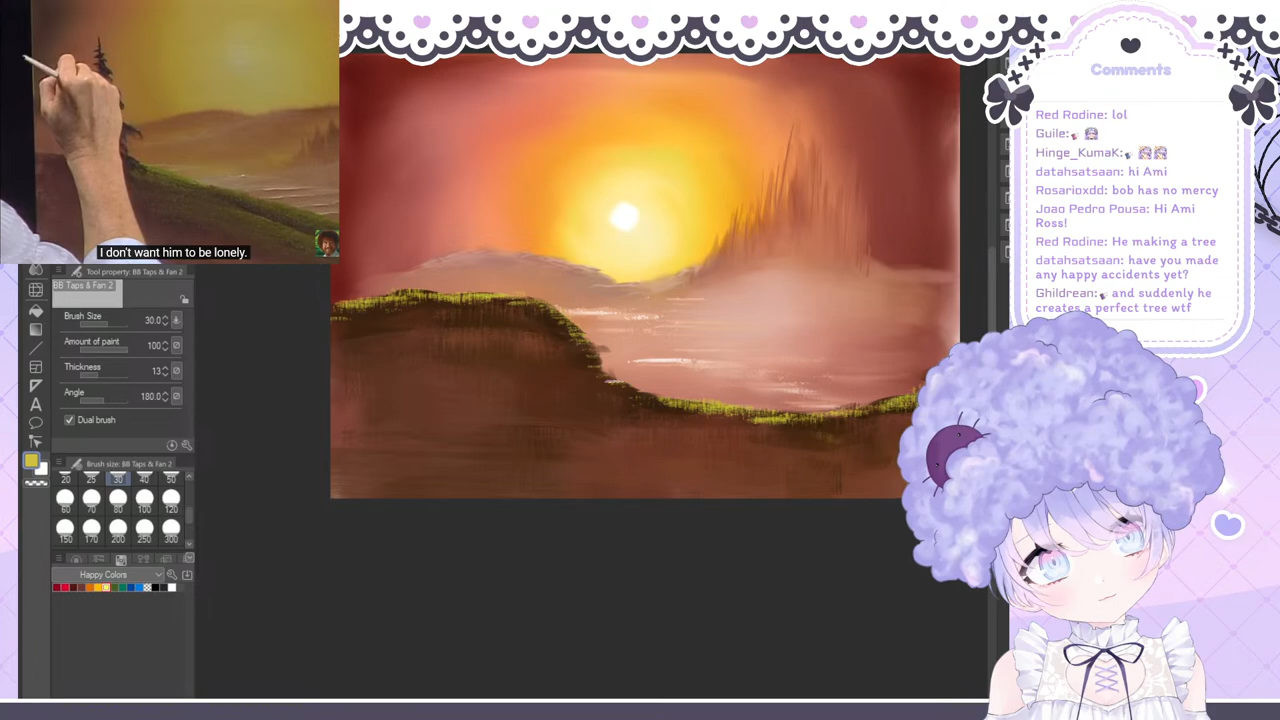 I don't want him to be lonely.
Tool property: BB Taps & Fan 2
BB Taps & Fan 2
Brush Size 30.0
Amount of paint 100
Thickness 13
Angle 180.0
Dual brush
Brush size: BB Taps & Fan 2
20 25 30 40 50
60 70 80 100 120
150 170 200 250 300
Happy Colors
Comments
Red Rodine: lol
Guile:
Hinge_KumaK:
datahsatsaan: hi Ami
Rosarioxdd: bob has no mercy
Joao Pedro Pousa: Hi Ami
Ross!
Red Rodine: He making a tree
datahsatsaan: have you made
any happy accidents yet?
Ghildrean: and suddenly he
creates a perfect tree wtf